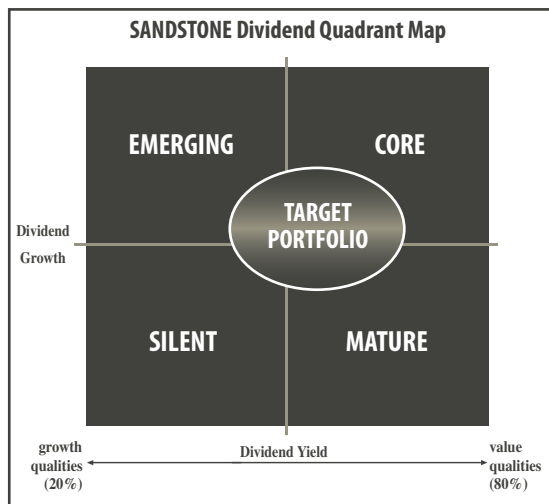 SANDSTONE Dividend Quadrant Map
EMERGING
CORE
TARGET
PORTFOLIO
Dividend
Growth
SILENT
MATURE
growth
qualities
(20%)
Dividend Yield
value
qualities
(80%)